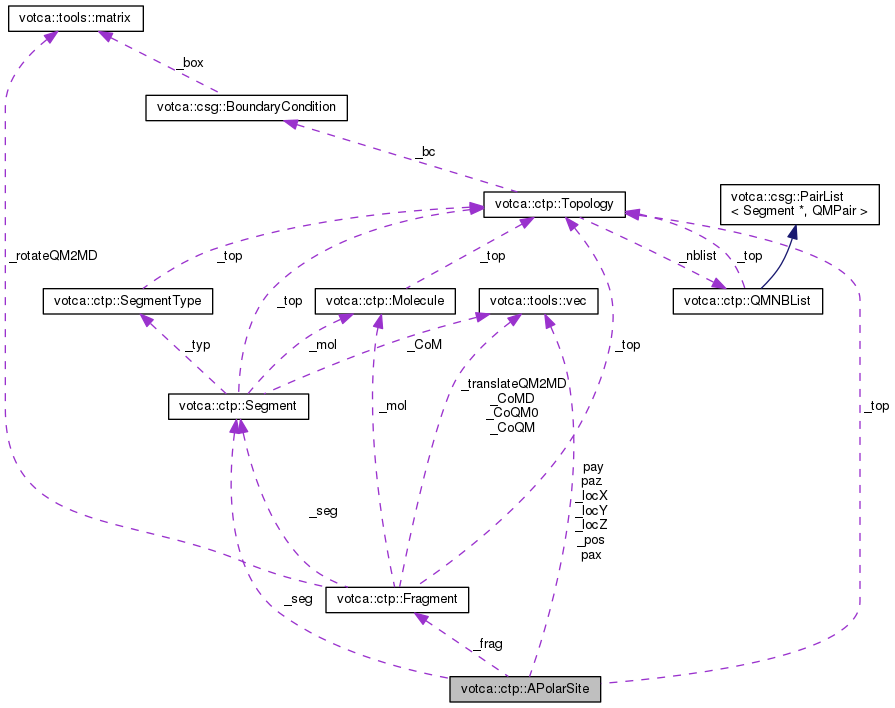 votca::tools::matrix
_box
votca::csg::BoundaryCondition
_bc
votca::csg::PairList
< Segment *, QMPair >
votca::ctp::Topology
_rotateQM2MD
_top
_top
_nblist
_top
_top
votca::ctp::SegmentType
votca::ctp::Molecule
votca::tools::vec
votca::ctp::QMNBList
_typ
_mol
_CoM
_top
votca::ctp::Segment
_mol
_translateQM2MD
_CoMD
_CoQM0
_CoQM
_top
pay
paz
_locX
_locY
_locZ
_pos
pax
_seg
_seg
votca::ctp::Fragment
_frag
votca::ctp::APolarSite